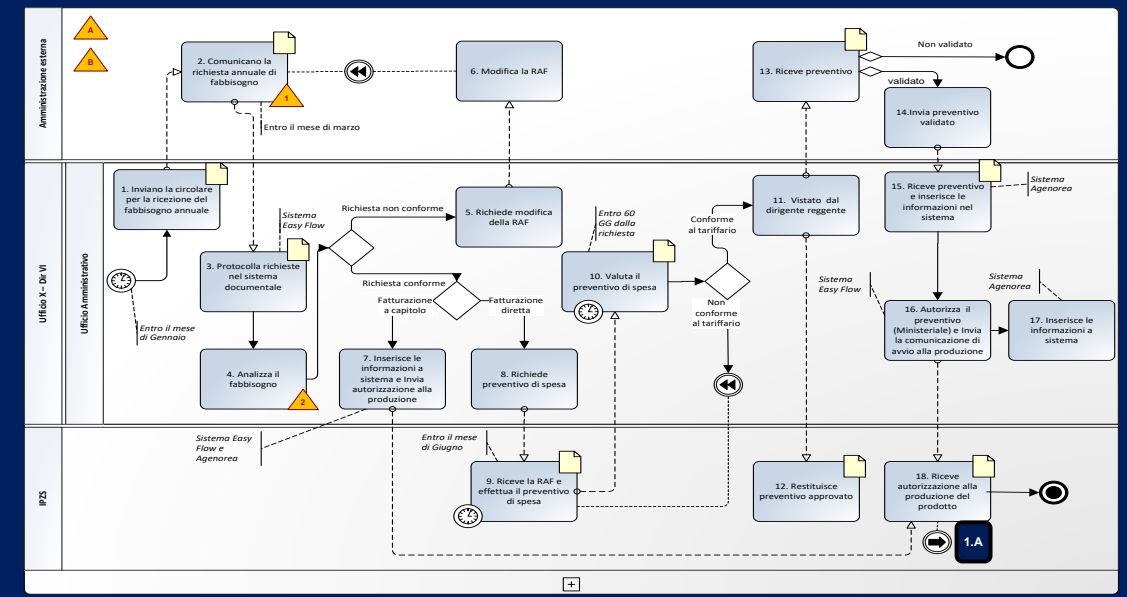 A
B
Amministrazione esterna
2. Comunicano la
richiesta annuale di
fabbisogno
1
Entro il mese di marzo
6. Modifica la RAF
13. Riceve preventivo
Non validato
validato
14.Invia preventivo
validato
Ufficio X – Dir VI
Ufficio Amministrativo
1. Inviano la circolare
per la ricezione del
fabbisogno annuale
Entro il mese
di Gennaio
Sistema
Easy Flow
3. Protocolla richieste
nel sistema
documentale
4. Analizza il
fabbisogno
2
Richiesta non conforme
Richiesta conforme
5. Richiede modifica
della RAF
Fatturazione
a capitolo
Fatturazione
diretta
7. Inserisce le
informazioni a
sistema e Invia
autorizzazione alla
produzione
8. Richiede
preventivo di spesa
Entro 60
GG dalla
richiesta
10. Valuta il
preventivo di spesa
Conforme
al tariffario
Non
conforme
al tariffario
11. Vistato dal
dirigente reggente
15. Riceve preventivo
e inserisce le
informazioni nel
sistema
Sistema
Agenorea
Sistema
Easy Flow
16. Autorizza il
preventivo
(Ministeriale) e Invia
la comunicazione di
avvio alla produzione
Sistema
Agenorea
17. Inserisce le
informazioni a
sistema
IPZS
Sistema Easy
Flow e
Agenorea
Entro il mese
di Giugno
9. Riceve la RAF e
effettua il preventivo
di spesa
12. Restituisce
preventivo approvato
18. Riceve
autorizzazione alla
produzione del
prodotto
1.A